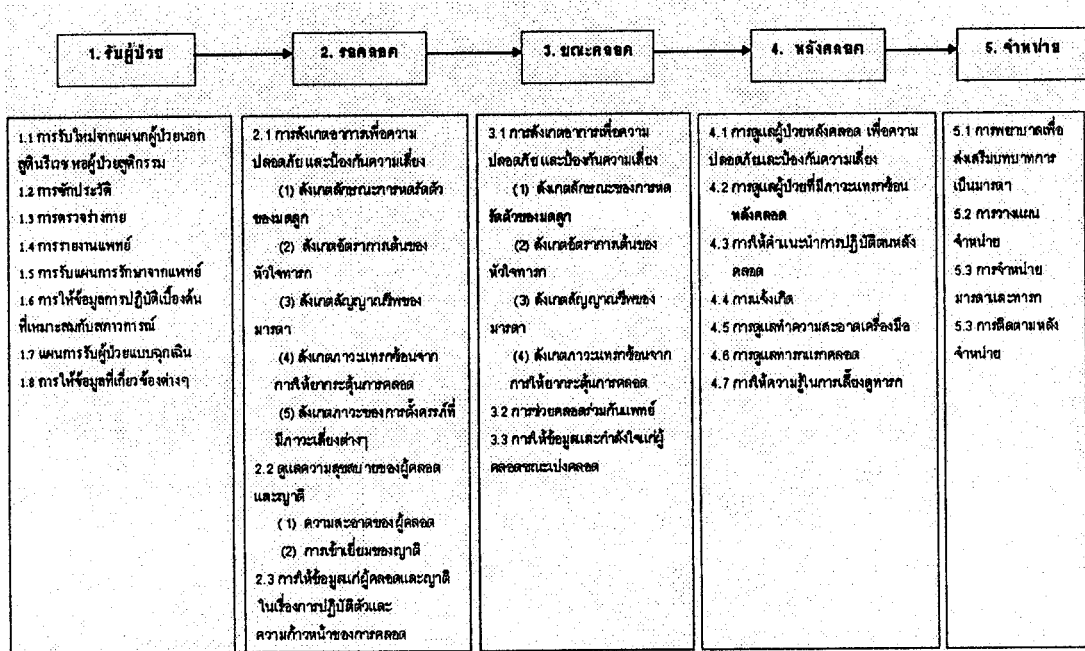 1. รับผู้ป่วย
2. รอคลอด
3. ขณะคลอด
4. หลังคลอด
5. จำหน่าย
1.1 การรับใหม่จากแผนกผู้ป่วยนอก
สูตินรีเวช หอผู้ป่วยสูติกรรม
1.2 การซักประวัติ
1.3 การตรวจร่างกาย
1.4 การรายงานแพทย์
1.5 การรับแผนการรักษาจากแพทย์
1.6 การให้ข้อมูลการปฏิบัติเบื้องต้น
ที่เหมาะสมกับสภาวการณ์
1.7 แผนการรับผู้ป่วยแบบฉุกเฉิน
1.8 การให้ข้อมูลที่เกี่ยวข้องต่างๆ
2.1 การสังเกตอาการเพื่อความ
ปลอดภัย และป้องกันความเสี่ยง
(1) สังเกตลักษณะการหดรัดตัว
ของมดลูก
(2) สังเกตอัตราการเต้นของ
หัวใจทารก
(3) สังเกตสัญญาณชีพของ
มารดา
(4) สังเกตภาวะแทรกซ้อนจาก
การให้ยากระตุ้นการคลอด
(5) สังเกตภาวะของการตั้งครรภ์ที่
มีภาวะเสี่ยงต่างๆ
2.2 ดูแลความสุขสบายของผู้คลอด
และญาติ
(1) ความสะอาดของผู้คลอด
(2) การเข้าเยี่ยมของญาติ
2.3 การให้ข้อมูลแก่ผู้คลอดและญาติ
ในเรื่องการปฏิบัติตัวและ
ความก้าวหน้าของการคลอด
3.1 การสังเกตอาการเพื่อความ
ปลอดภัย และป้องกันความเสี่ยง
(1) สังเกตลักษณะของการหด
รัดตัวของมดลูก
(2) สังเกตอัตราการเต้นของ
หัวใจทารก
(3) สังเกตสัญญาณชีพของ
มารดา
(4) สังเกตภาวะแทรกซ้อนจาก
การให้ยากระตุ้นการคลอด
3.2 การช่วยคลอดร่วมกับแพทย์
3.3 การให้ข้อมูลและกำลังใจแก่ผู้
คลอดขณะเบ่งคลอด
4.1 การดูแลผู้ป่วยหลังคลอด เพื่อความ
ปลอดภัยและป้องกันความเสี่ยง
4.2 การดูแลผู้ป่วยที่มีภาวะแทรกซ้อน
หลังคลอด
4.3 การให้คำแนะนำการปฏิบัติตนหลัง
คลอด
4.4 การแจ้งเกิด
4.5 การดูแลทำความสะอาดเครื่องมือ
4.6 การดูแลทารกแรกคลอด
4.7 การให้ความรู้ในการเลี้ยงดูทารก
5.1 การพยาบาลเพื่อ
ส่งเสริมบทบาทการ
เป็นมารดา
5.2 การวางแผน
จำหน่าย
5.3 การจำหน่าย
มารดาและทารก
5.3 การติดตามหลัง
จำหน่าย